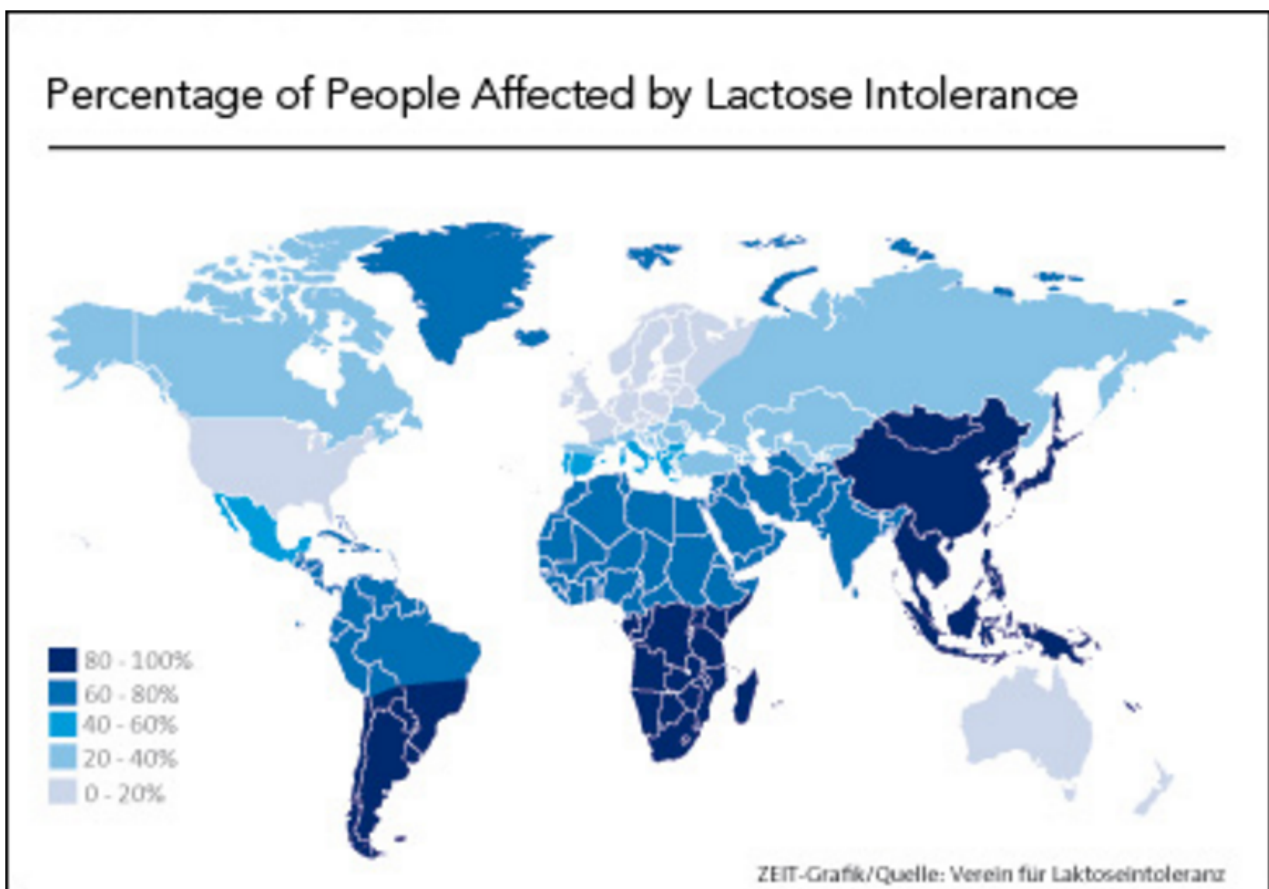 Percentage of People Affected by Lactose Intolerance
80 - 100%
60 - 80%
40 - 60%
20 - 40%
0 - 20%
ZEIT-Grafik/Quelle: Verein für Laktoseintoleranz